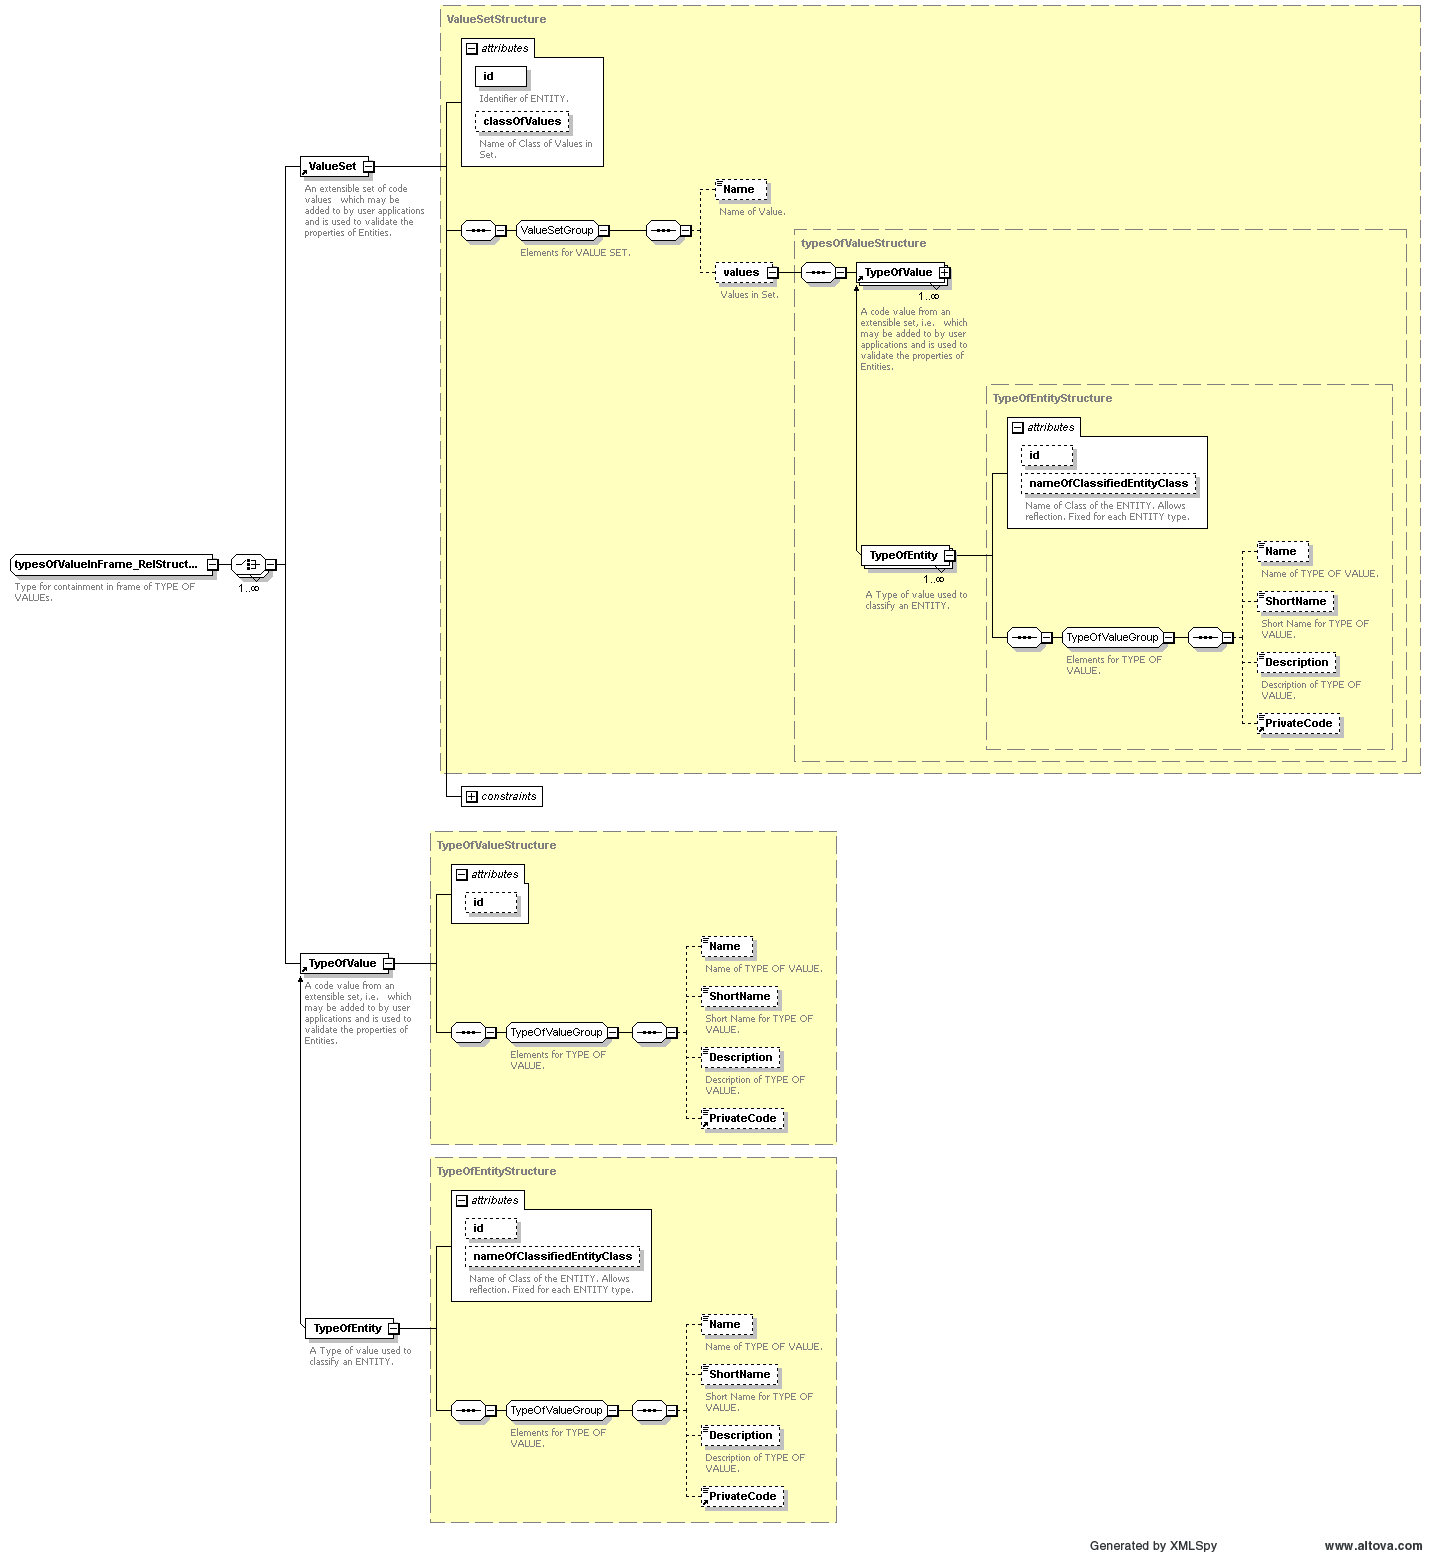 ValueSetStructure
attributes
id
Identifier of ENTITY.
classOfValues
Name of Class of Values in
Set.
ValueSet
An extensible set of code
values which may be
added to by user applications
and is used to validate the
properties of Entities.
ValueSetGroup
Elements for VALUE SET.
Name
Name of Value.
values
Values in Set.
typesOfValueStructure
TypeOfValue
1..∞
A code value from an
extensible set, i.e. which
may be added to by user
applications and is used to
validate the properties of
Entities.
TypeOfEntityStructure
attributes
id
nameOfClassifiedEntityClass
Name of Class of the ENTITY. Allows
reflection. Fixed for each ENTITY type.
TypeOfEntity
1..∞
A Type of value used to
classify an ENTITY.
TypeOfValueGroup
Elements for TYPE OF
VALUE.
Name
Name of TYPE OF VALUE.
ShortName
Short Name for TYPE OF
VALUE.
Description
Description of TYPE OF
VALUE.
PrivateCode
typesOfValueInFrame_RelStruct...
1..∞
Type for containment in frame of TYPE OF
VALUEs.
constraints
TypeOfValueStructure
attributes
id
TypeOfValue
A code value from an
extensible set, i.e. which
may be added to by user
applications and is used to
validate the properties of
Entities.
TypeOfValueGroup
Elements for TYPE OF
VALUE.
Name
Name of TYPE OF VALUE.
ShortName
Short Name for TYPE OF
VALUE.
Description
Description of TYPE OF
VALUE.
PrivateCode
TypeOfEntityStructure
attributes
id
nameOfClassifiedEntityClass
Name of Class of the ENTITY. Allows
reflection. Fixed for each ENTITY type.
TypeOfEntity
A Type of value used to
classify an ENTITY.
TypeOfValueGroup
Elements for TYPE OF
VALUE.
Name
Name of TYPE OF VALUE.
ShortName
Short Name for TYPE OF
VALUE.
Description
Description of TYPE OF
VALUE.
PrivateCode
Generated by XMLSpy
www.altova.com